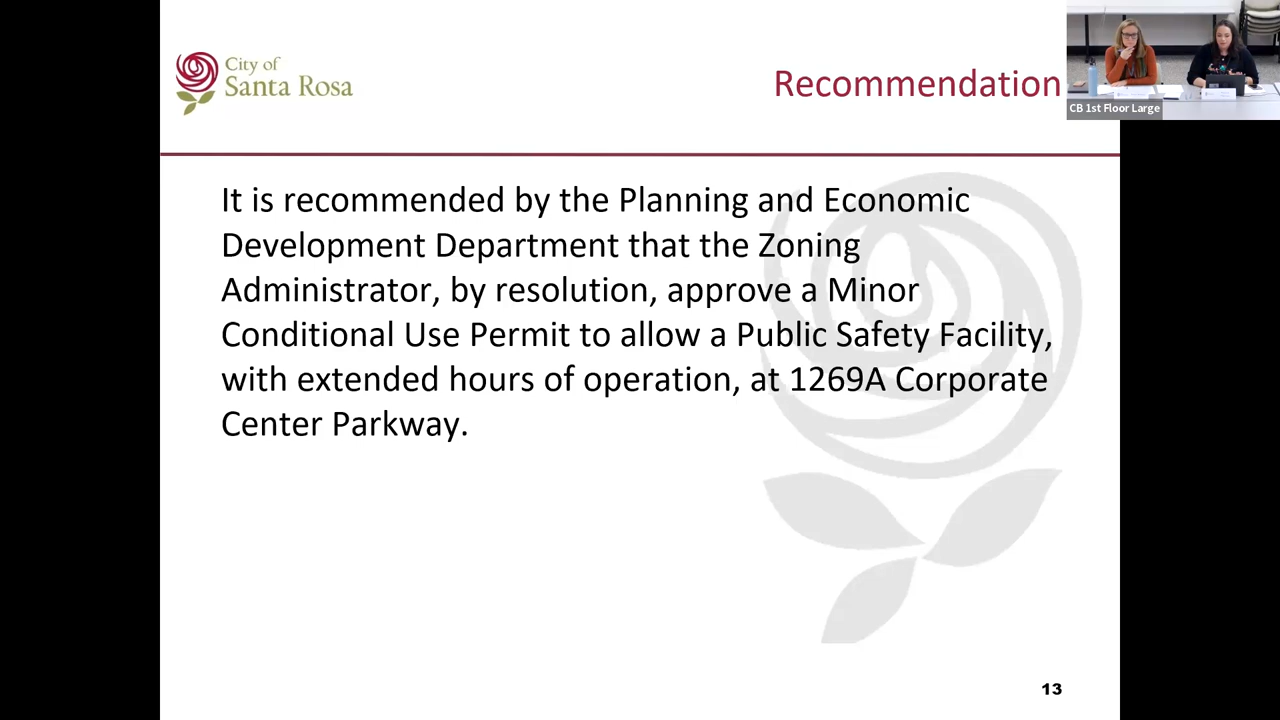 City of
Santa Rosa
Recommendation
CB 1st Floor Large
It is recommended by the Planning and Economic
Development Department that the Zoning
Administrator, by resolution, approve a Minor
Conditional Use Permit to allow a Public Safety Facility,
with extended hours of operation, at 1269A Corporate
Center Parkway.
13